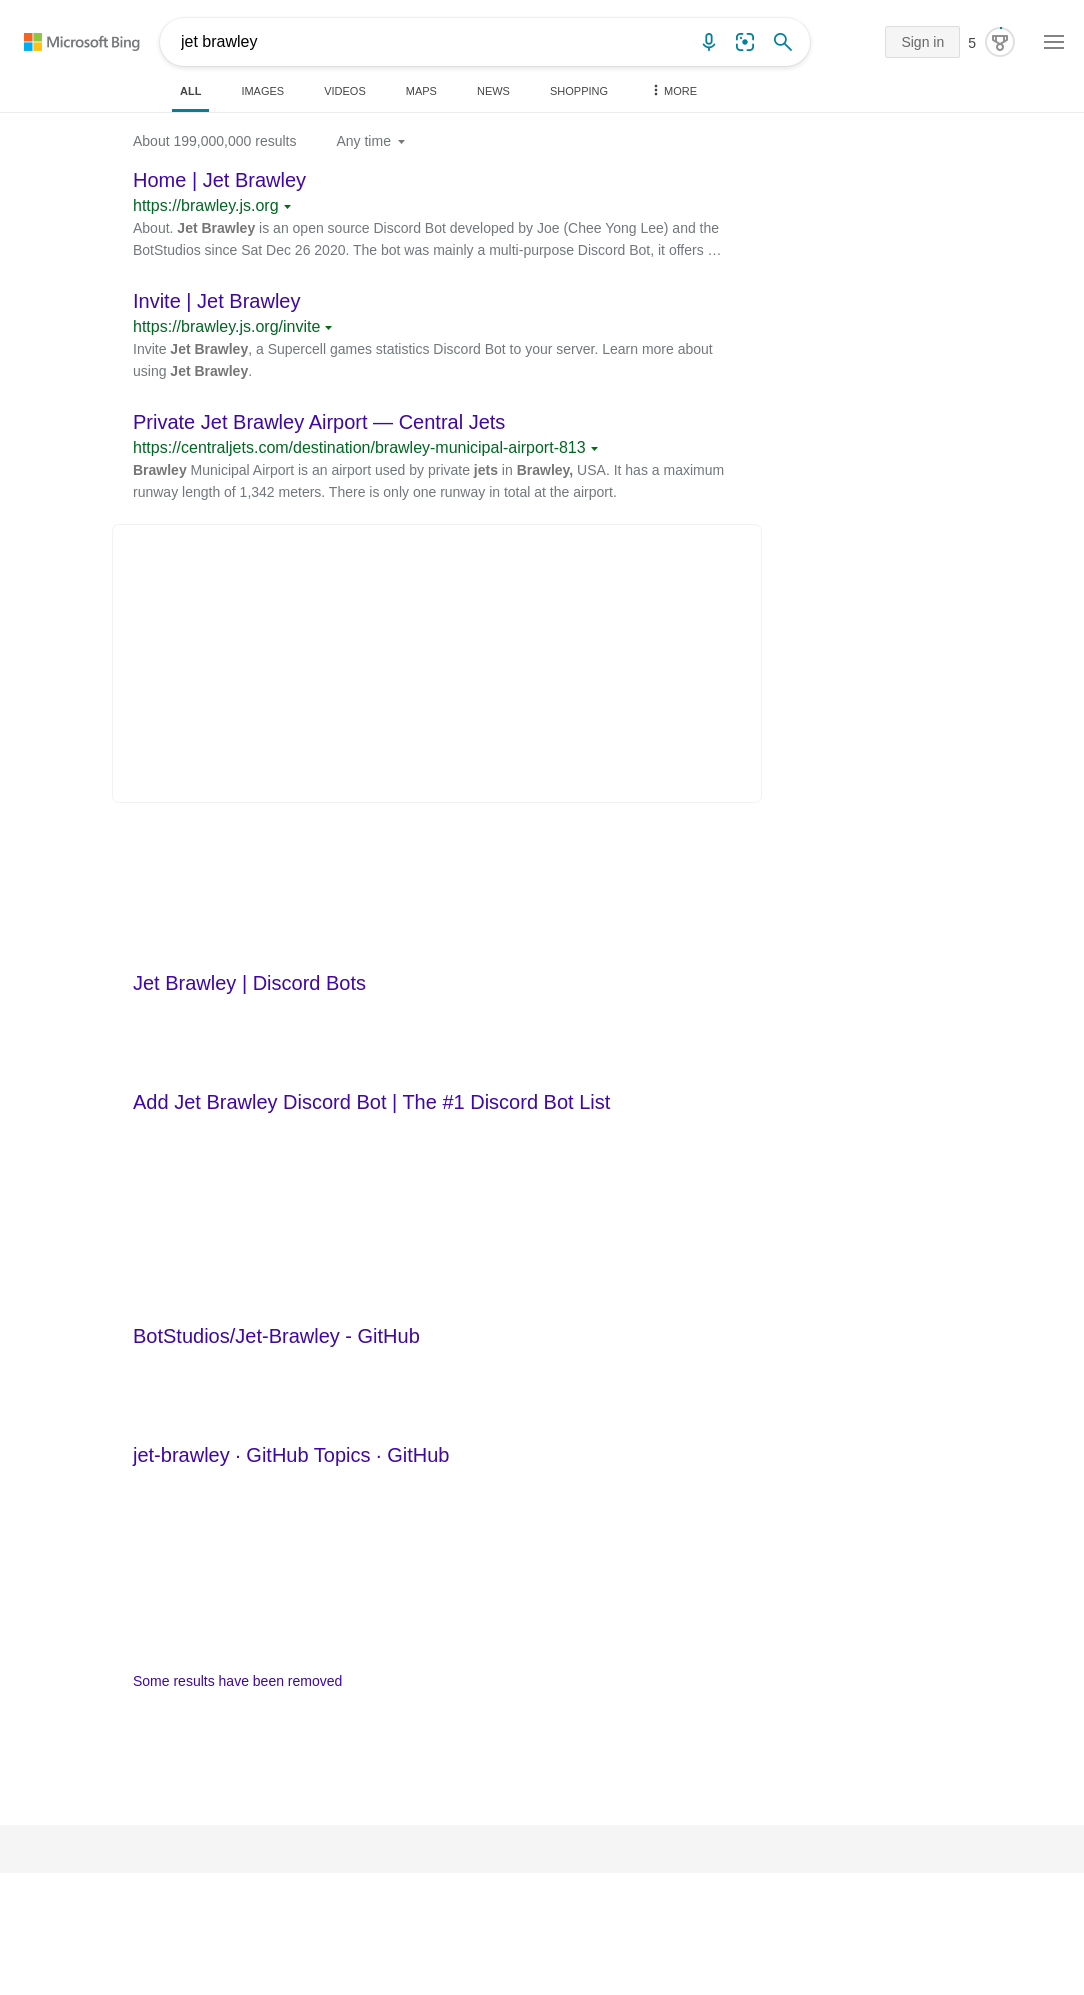 Microsoft Bing
jet brawley
Sign in
5
ALL
IMAGES
VIDEOS
MAPS
NEWS
SHOPPING
MORE
About 199,000,000 results
Any time
Home | Jet Brawley
https://brawley.js.org
About. Jet Brawley is an open source Discord Bot developed by Joe (Chee Yong Lee) and the
BotStudios since Sat Dec 26 2020. The bot was mainly a multi-purpose Discord Bot, it offers …
Invite | Jet Brawley
https://brawley.js.org/invite
Invite Jet Brawley, a Supercell games statistics Discord Bot to your server. Learn more about
using Jet Brawley.
Private Jet Brawley Airport — Central Jets
https://centraljets.com/destination/brawley-municipal-airport-813
Brawley Municipal Airport is an airport used by private jets in Brawley, USA. It has a maximum
runway length of 1,342 meters. There is only one runway in total at the airport.
Jet Brawley | Discord Bots
Add Jet Brawley Discord Bot | The #1 Discord Bot List
BotStudios/Jet-Brawley - GitHub
jet-brawley · GitHub Topics · GitHub
Some results have been removed